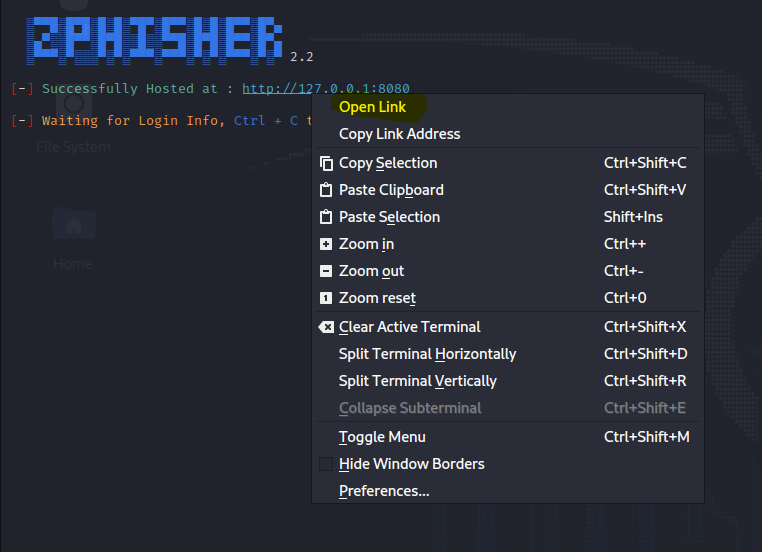 ZPHISHER 2.2
[-] Successfully Hosted at : http://127.0.0.1:8080
[-] Waiting for Login Info, Ctrl + C t
File System
Home
Open Link
Copy Link Address
Copy Selection Ctrl+Shift+C
Paste Clipboard Ctrl+Shift+V
Paste Selection Shift+Ins
Zoom in Ctrl++
Zoom out Ctrl+-
Zoom reset Ctrl+0
Clear Active Terminal Ctrl+Shift+X
Split Terminal Horizontally Ctrl+Shift+D
Split Terminal Vertically Ctrl+Shift+R
Collapse Subterminal Ctrl+Shift+E
Toggle Menu Ctrl+Shift+M
Hide Window Borders
Preferences...